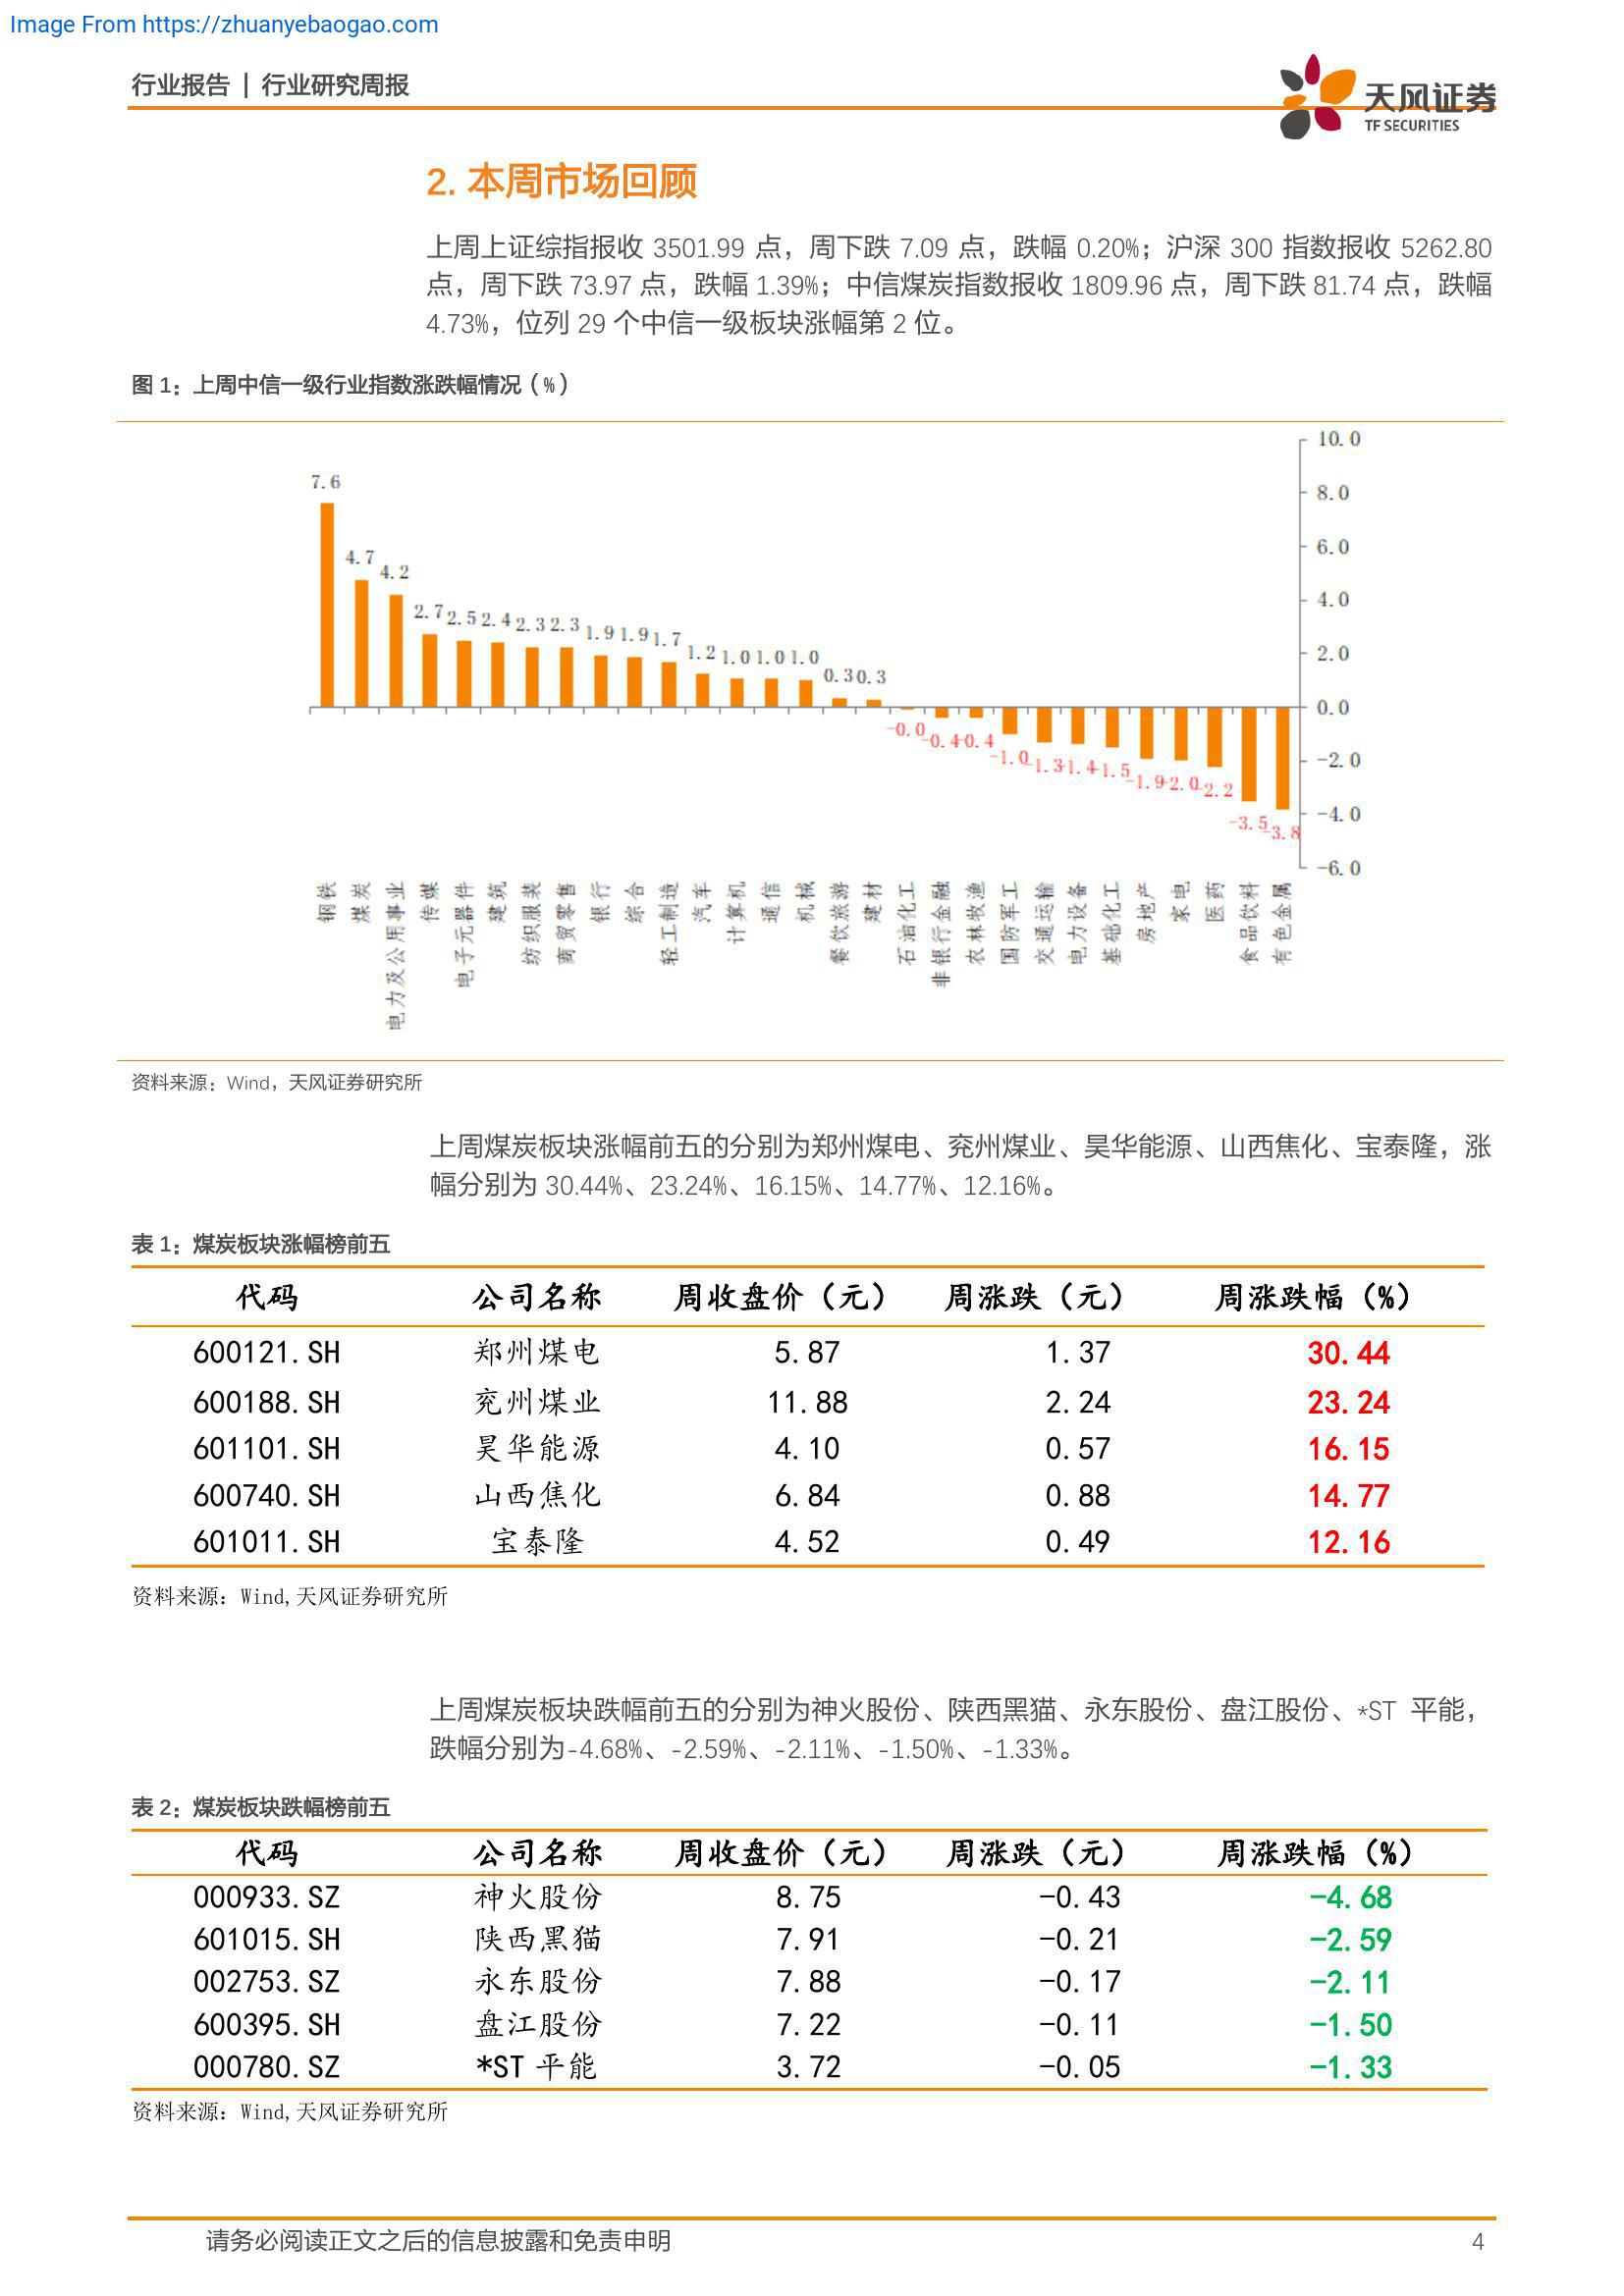 Image From https://zhuanyebaogao.com
行业报告 | 行业研究周报
天风证券
TF SECURITIES
2. 本周市场回顾
上周上证综指报收 3501.99 点，周下跌 7.09 点，跌幅 0.20%；沪深 300 指数报收 5262.80
点，周下跌 73.97 点，跌幅 1.39%；中信煤炭指数报收 1809.96 点，周下跌 81.74 点，跌幅
4.73%，位列 29 个中信一级板块涨幅第 2 位。
图 1：上周中信一级行业指数涨跌幅情况（%）
10.0
8.0
6.0
4.0
2.0
0.0
-2.0
-4.0
-6.0
7.6 4.7 4.2 2.7 2.5 2.4 2.3 2.3 1.9 1.9 1.7 1.2 1.0 1.0 1.0 0.3 0.3 -0.0 -0.4 -0.4 -1.0 -1.3 -1.4 -1.5 -1.9 -2.0 -2.2 -3.5 -3.8
钢铁
煤炭
电力及公用事业
传媒
电子元器件
建筑
纺织服装
商贸零售
银行
综合
轻工制造
汽车
计算机
通信
机械
餐饮旅游
建材
石油化工
非银行金融
农林牧渔
国防军工
交通运输
电力设备
基础化工
房地产
家电
医药
食品饮料
有色金属
资料来源：Wind，天风证券研究所
上周煤炭板块涨幅前五的分别为郑州煤电、兖州煤业、昊华能源、山西焦化、宝泰隆，涨
幅分别为 30.44%、23.24%、16.15%、14.77%、12.16%。
表 1：煤炭板块涨幅榜前五
代码 公司名称 周收盘价（元） 周涨跌（元） 周涨跌幅（%）
600121.SH 郑州煤电 5.87 1.37 30.44
600188.SH 兖州煤业 11.88 2.24 23.24
601101.SH 昊华能源 4.10 0.57 16.15
600740.SH 山西焦化 6.84 0.88 14.77
601011.SH 宝泰隆 4.52 0.49 12.16
资料来源：Wind,天风证券研究所
上周煤炭板块跌幅前五的分别为神火股份、陕西黑猫、永东股份、盘江股份、*ST 平能，
跌幅分别为-4.68%、-2.59%、-2.11%、-1.50%、-1.33%。
表 2：煤炭板块跌幅榜前五
代码 公司名称 周收盘价（元） 周涨跌（元） 周涨跌幅（%）
000933.SZ 神火股份 8.75 -0.43 -4.68
601015.SH 陕西黑猫 7.91 -0.21 -2.59
002753.SZ 永东股份 7.88 -0.17 -2.11
600395.SH 盘江股份 7.22 -0.11 -1.50
000780.SZ *ST 平能 3.72 -0.05 -1.33
资料来源：Wind,天风证券研究所
请务必阅读正文之后的信息披露和免责申明
4